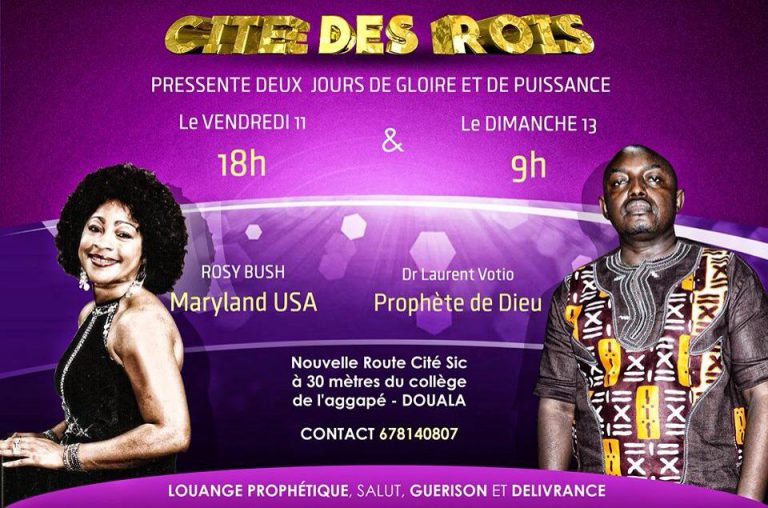 CITE DES ROIS
PRESSENTE DEUX JOURS DE GLOIRE ET DE PUISSANCE
Le VENDREDI 11
18h
&
Le DIMANCHE 13
9h
ROSY BUSH
Maryland USA
Dr Laurent Votio
Prophète de Dieu
Nouvelle Route Cité Sic
à 30 mètres du collège
de l'aggapé - DOUALA
CONTACT 678140807
LOUANGE PROPHÉTIQUE, SALUT, GUERISON ET DELIVRANCE